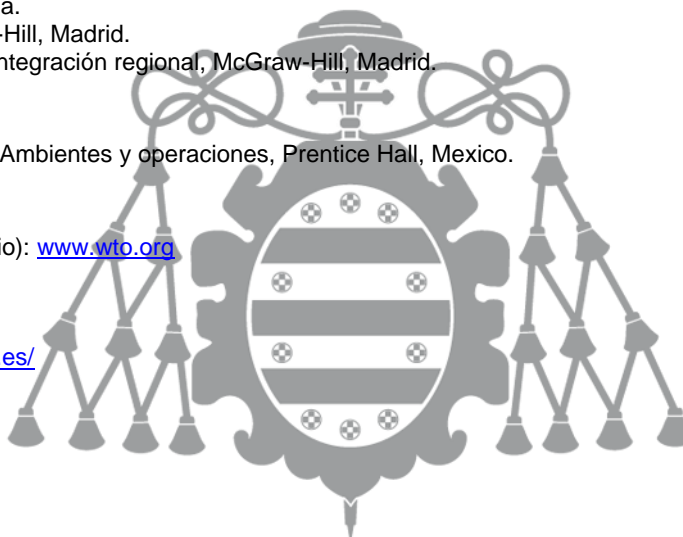 a.
-Hill, Madrid.
ntegración regional, McGraw-Hill, Madrid.
Ambientes y operaciones, Prentice Hall, Mexico.
io): www.wto.org
.es/